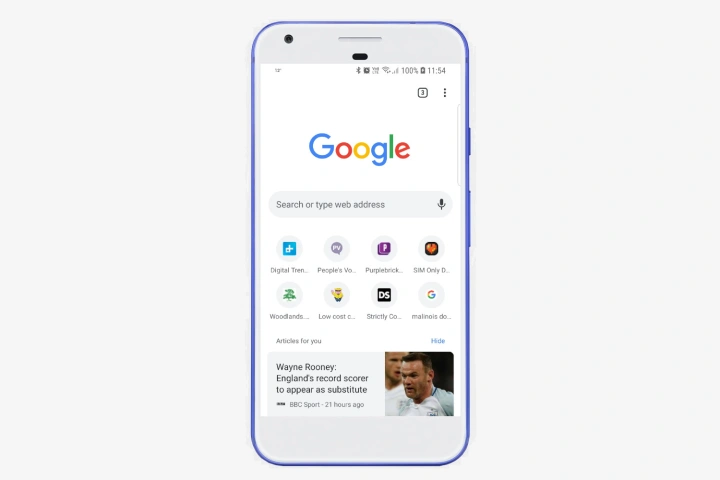 12°
100% 11:54
3
Google
Search or type web address
Digital Tren...
People's Vo...
Purplebrick...
SIM Only D...
Woodlands....
Low cost c...
Strictly Co...
malinois do...
PV
DS
G
Articles for you
Hide
Wayne Rooney:
England's record scorer
to appear as substitute
BBC Sport - 21 hours ago